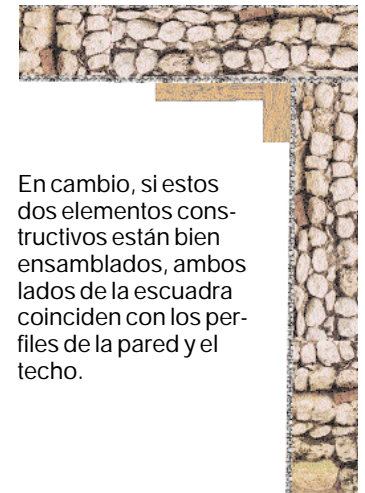 En cambio, si estos
dos elementos cons-
tructivos están bien
ensamblados, ambos
lados de la escuadra
coinciden con los per-
files de la pared y el
techo.